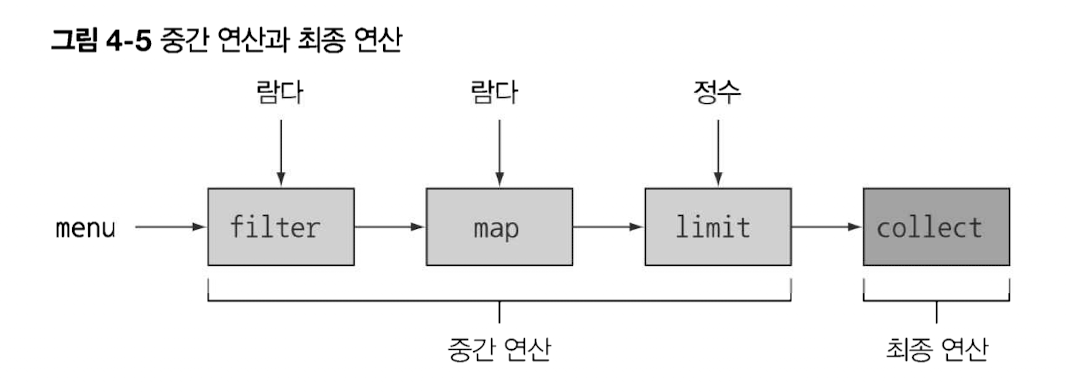 그림 4-5 중간 연산과 최종 연산
람다 람다 정수
menu filter map limit collect
중간 연산 최종 연산